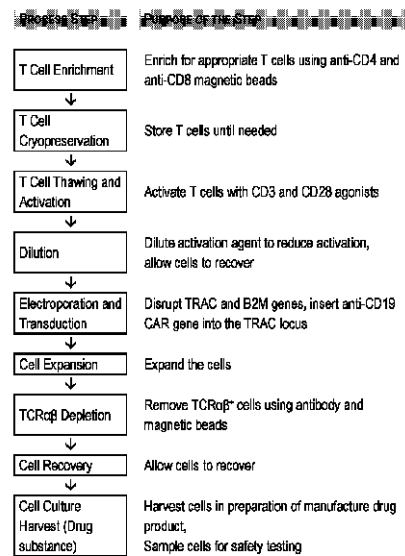 PROCESS STEP PURPOSE OF THE STEP
T Cell Enrichment
Enrich for appropriate T cells using anti-CD4 and
anti-CD8 magnetic beads
T Cell
Cryopreservation
Store T cells until needed
T Cell Thawing and
Activation
Activate T cells with CD3 and CD28 agonists
Dilution
Dilute activation agent to reduce activation,
allow cells to recover
Electroporation and
Transduction
Disrupt TRAC and B2M genes, insert anti-CD19
CAR gene into the TRAC locus
Cell Expansion
Expand the cells
TCRαβ Depletion
Remove TCRαβ⁺ cells using antibody and
magnetic beads
Cell Recovery
Allow cells to recover
Cell Culture
Harvest (Drug
substance)
Harvest cells in preparation of manufacture drug
product,
Sample cells for safety testing